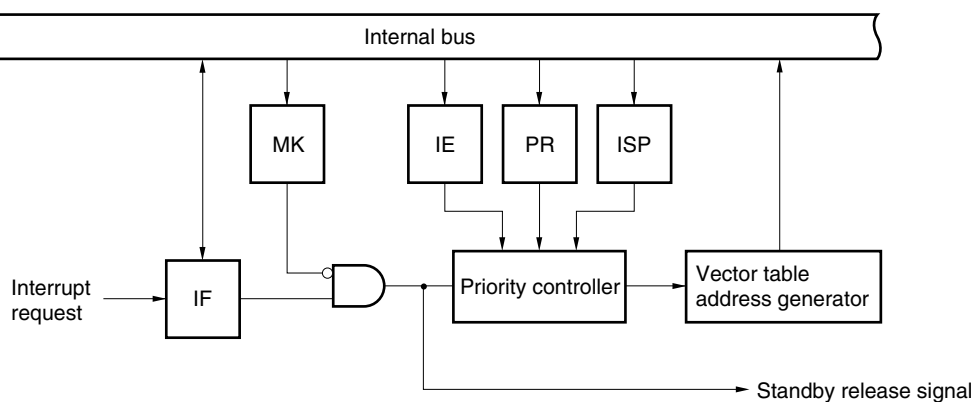 Internal bus
MK
IE
PR
ISP
Interrupt
request
IF
Priority controller
Vector table
address generator
Standby release signal